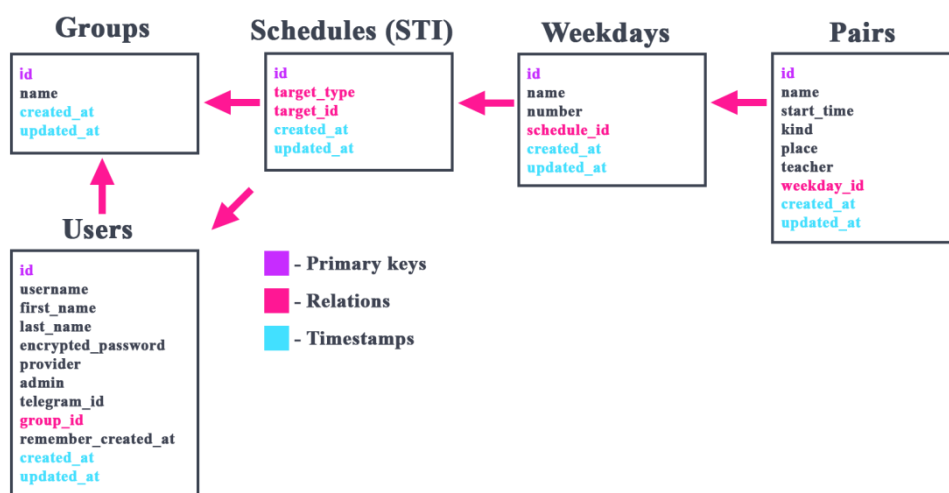 Groups
id
name
created_at
updated_at
Schedules (STI)
id
target_type
target_id
created_at
updated_at
Weekdays
id
name
number
schedule_id
created_at
updated_at
Pairs
id
name
start_time
kind
place
teacher
weekday_id
created_at
updated_at
Users
id
username
first_name
last_name
encrypted_password
provider
admin
telegram_id
group_id
remember_created_at
created_at
updated_at
- Primary keys
- Relations
- Timestamps